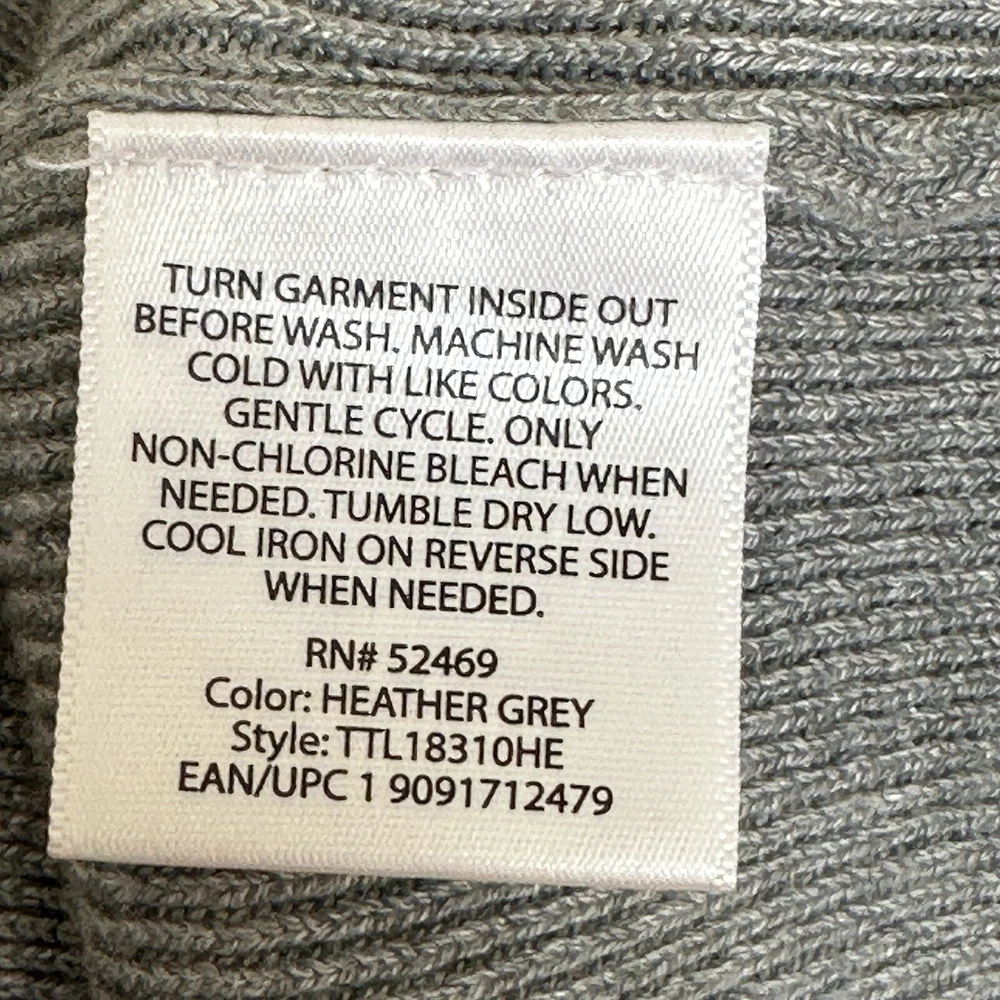 TURN GARMENT INSIDE OUT
BEFORE WASH. MACHINE WASH
COLD WITH LIKE COLORS.
GENTLE CYCLE. ONLY
NON-CHLORINE BLEACH WHEN
NEEDED. TUMBLE DRY LOW.
COOL IRON ON REVERSE SIDE
WHEN NEEDED.
RN# 52469
Color: HEATHER GREY
Style: TTL18310HE
EAN/UPC 1 9091712479